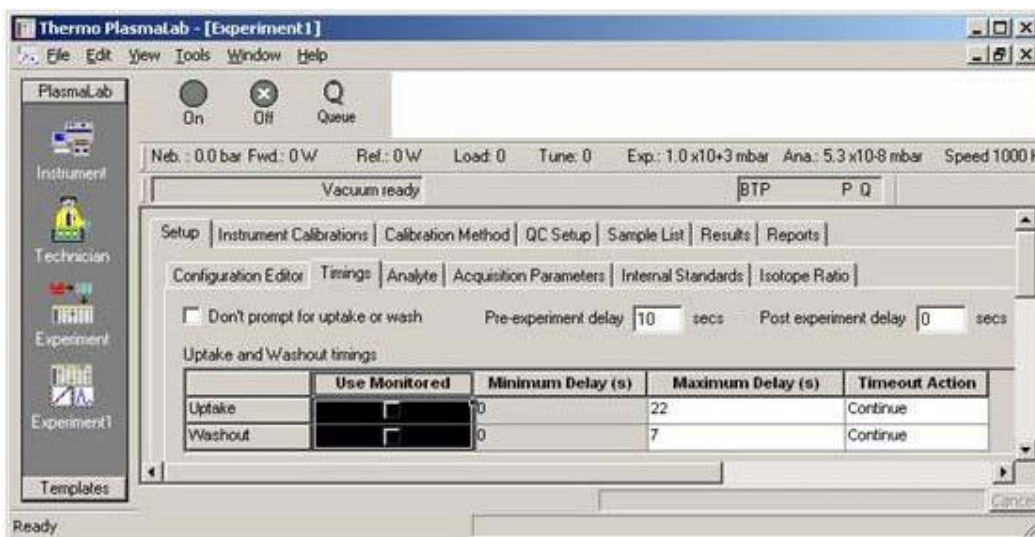 Thermo PlasmaLab - [Experiment1]
File Edit View Tools Window Help
PlasmaLab
On Off Queue
Instrument
Neb. : 0.0 bar Fwd.: 0 W Ref.: 0 W Load: 0 Tune: 0 Exp.: 1.0 x10+3 mbar Ana.: 5.3 x10-8 mbar Speed 1000 H
Vacuum ready BTP P Q
Technician
Setup Instrument Calibrations Calibration Method QC Setup Sample List Results Reports
Configuration Editor Timings Analyte Acquisition Parameters Internal Standards Isotope Ratio
Experiment
Don't prompt for uptake or wash Pre-experiment delay 10 secs Post experiment delay 0 secs
Uptake and Washout timings
Use Monitored Minimum Delay (s) Maximum Delay (s) Timeout Action
Uptake 0 22 Continue
Experiment1
Washout 0 7 Continue
Templates
Cancel
Ready